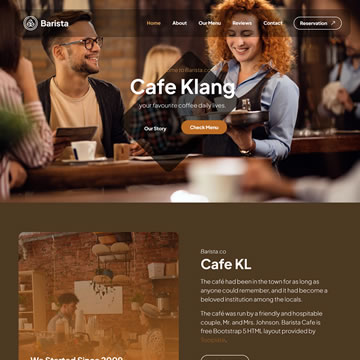 Barista
Home About Our Menu Reviews Contact Reservation
welcome to Barista.co
Cafe Klang
your favourite coffee daily lives.
Our Story Check Menu
Barista.co
Cafe KL
The café had been in the town for as long as
anyone could remember, and it had become a
beloved institution among the locals.
The café was run by a friendly and hospitable
couple, Mr. and Mrs. Johnson. Barista Cafe is
free Bootstrap 5 HTML layout provided by
Tooplate.
We Started Since 2009